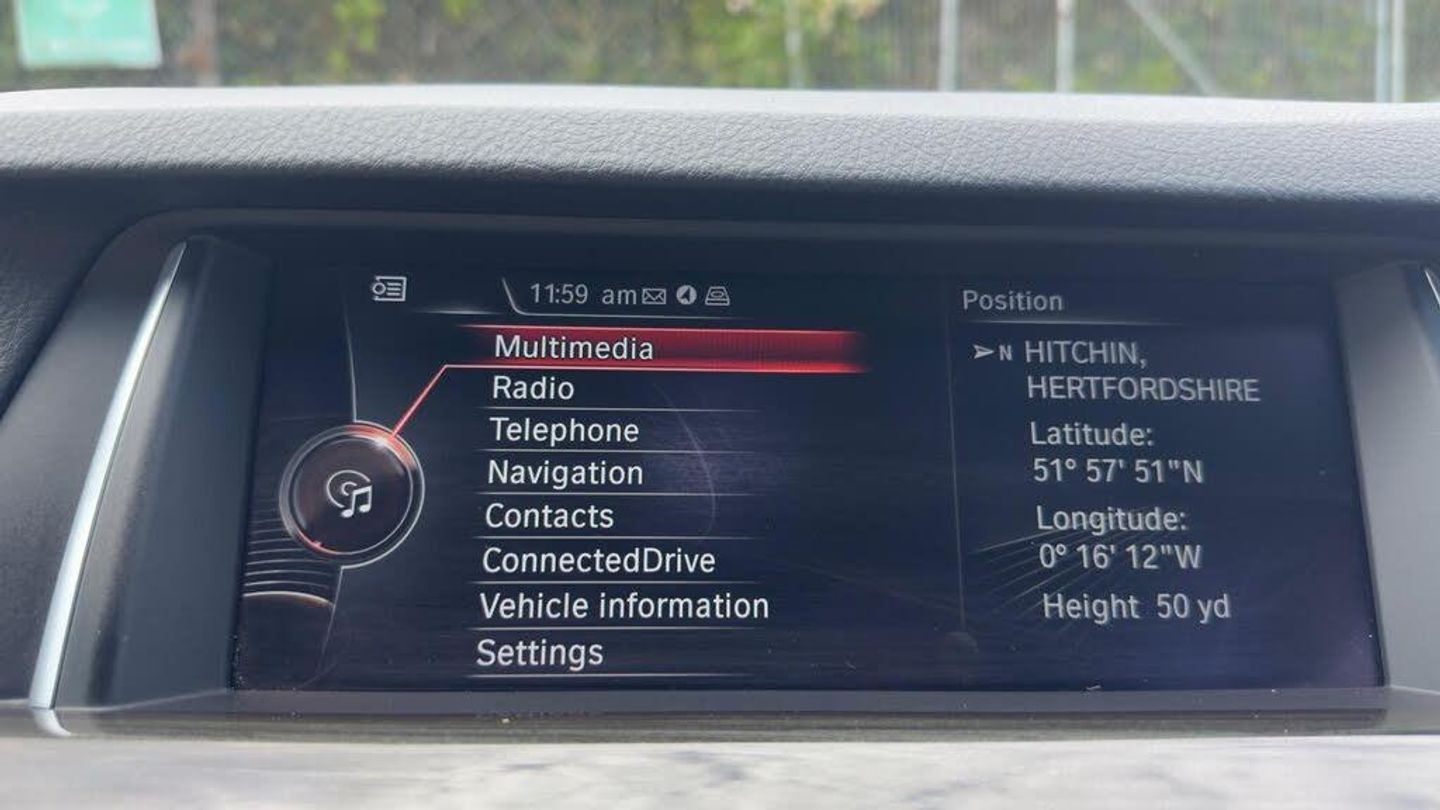 11:59 am
Multimedia
Radio
Telephone
Navigation
Contacts
ConnectedDrive
Vehicle information
Settings
Position
N HITCHIN,
HERTFORDSHIRE
Latitude:
51° 57' 51"N
Longitude:
0° 16' 12"W
Height 50 yd